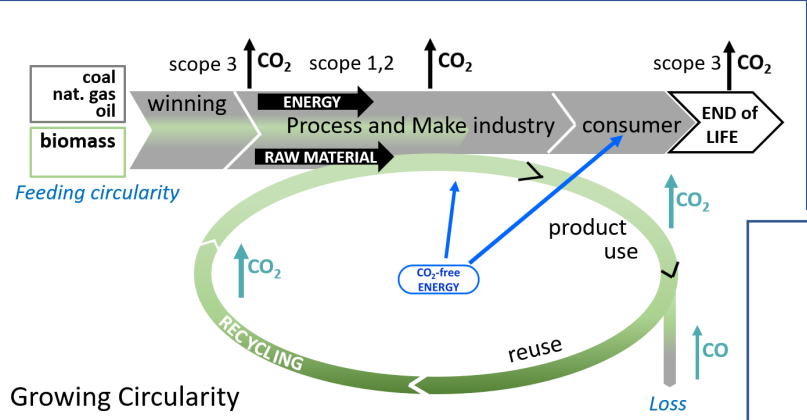 scope 3
CO₂
scope 1,2
CO₂
scope 3
CO₂
coal
nat. gas
oil
biomass
Feeding circularity
winning
ENERGY
Process and Make industry
RAW MATERIAL
consumer
END of
LIFE
product
use
CO₂
CO₂
CO₂-free
ENERGY
RECYCLING
reuse
CO
Loss
Growing Circularity